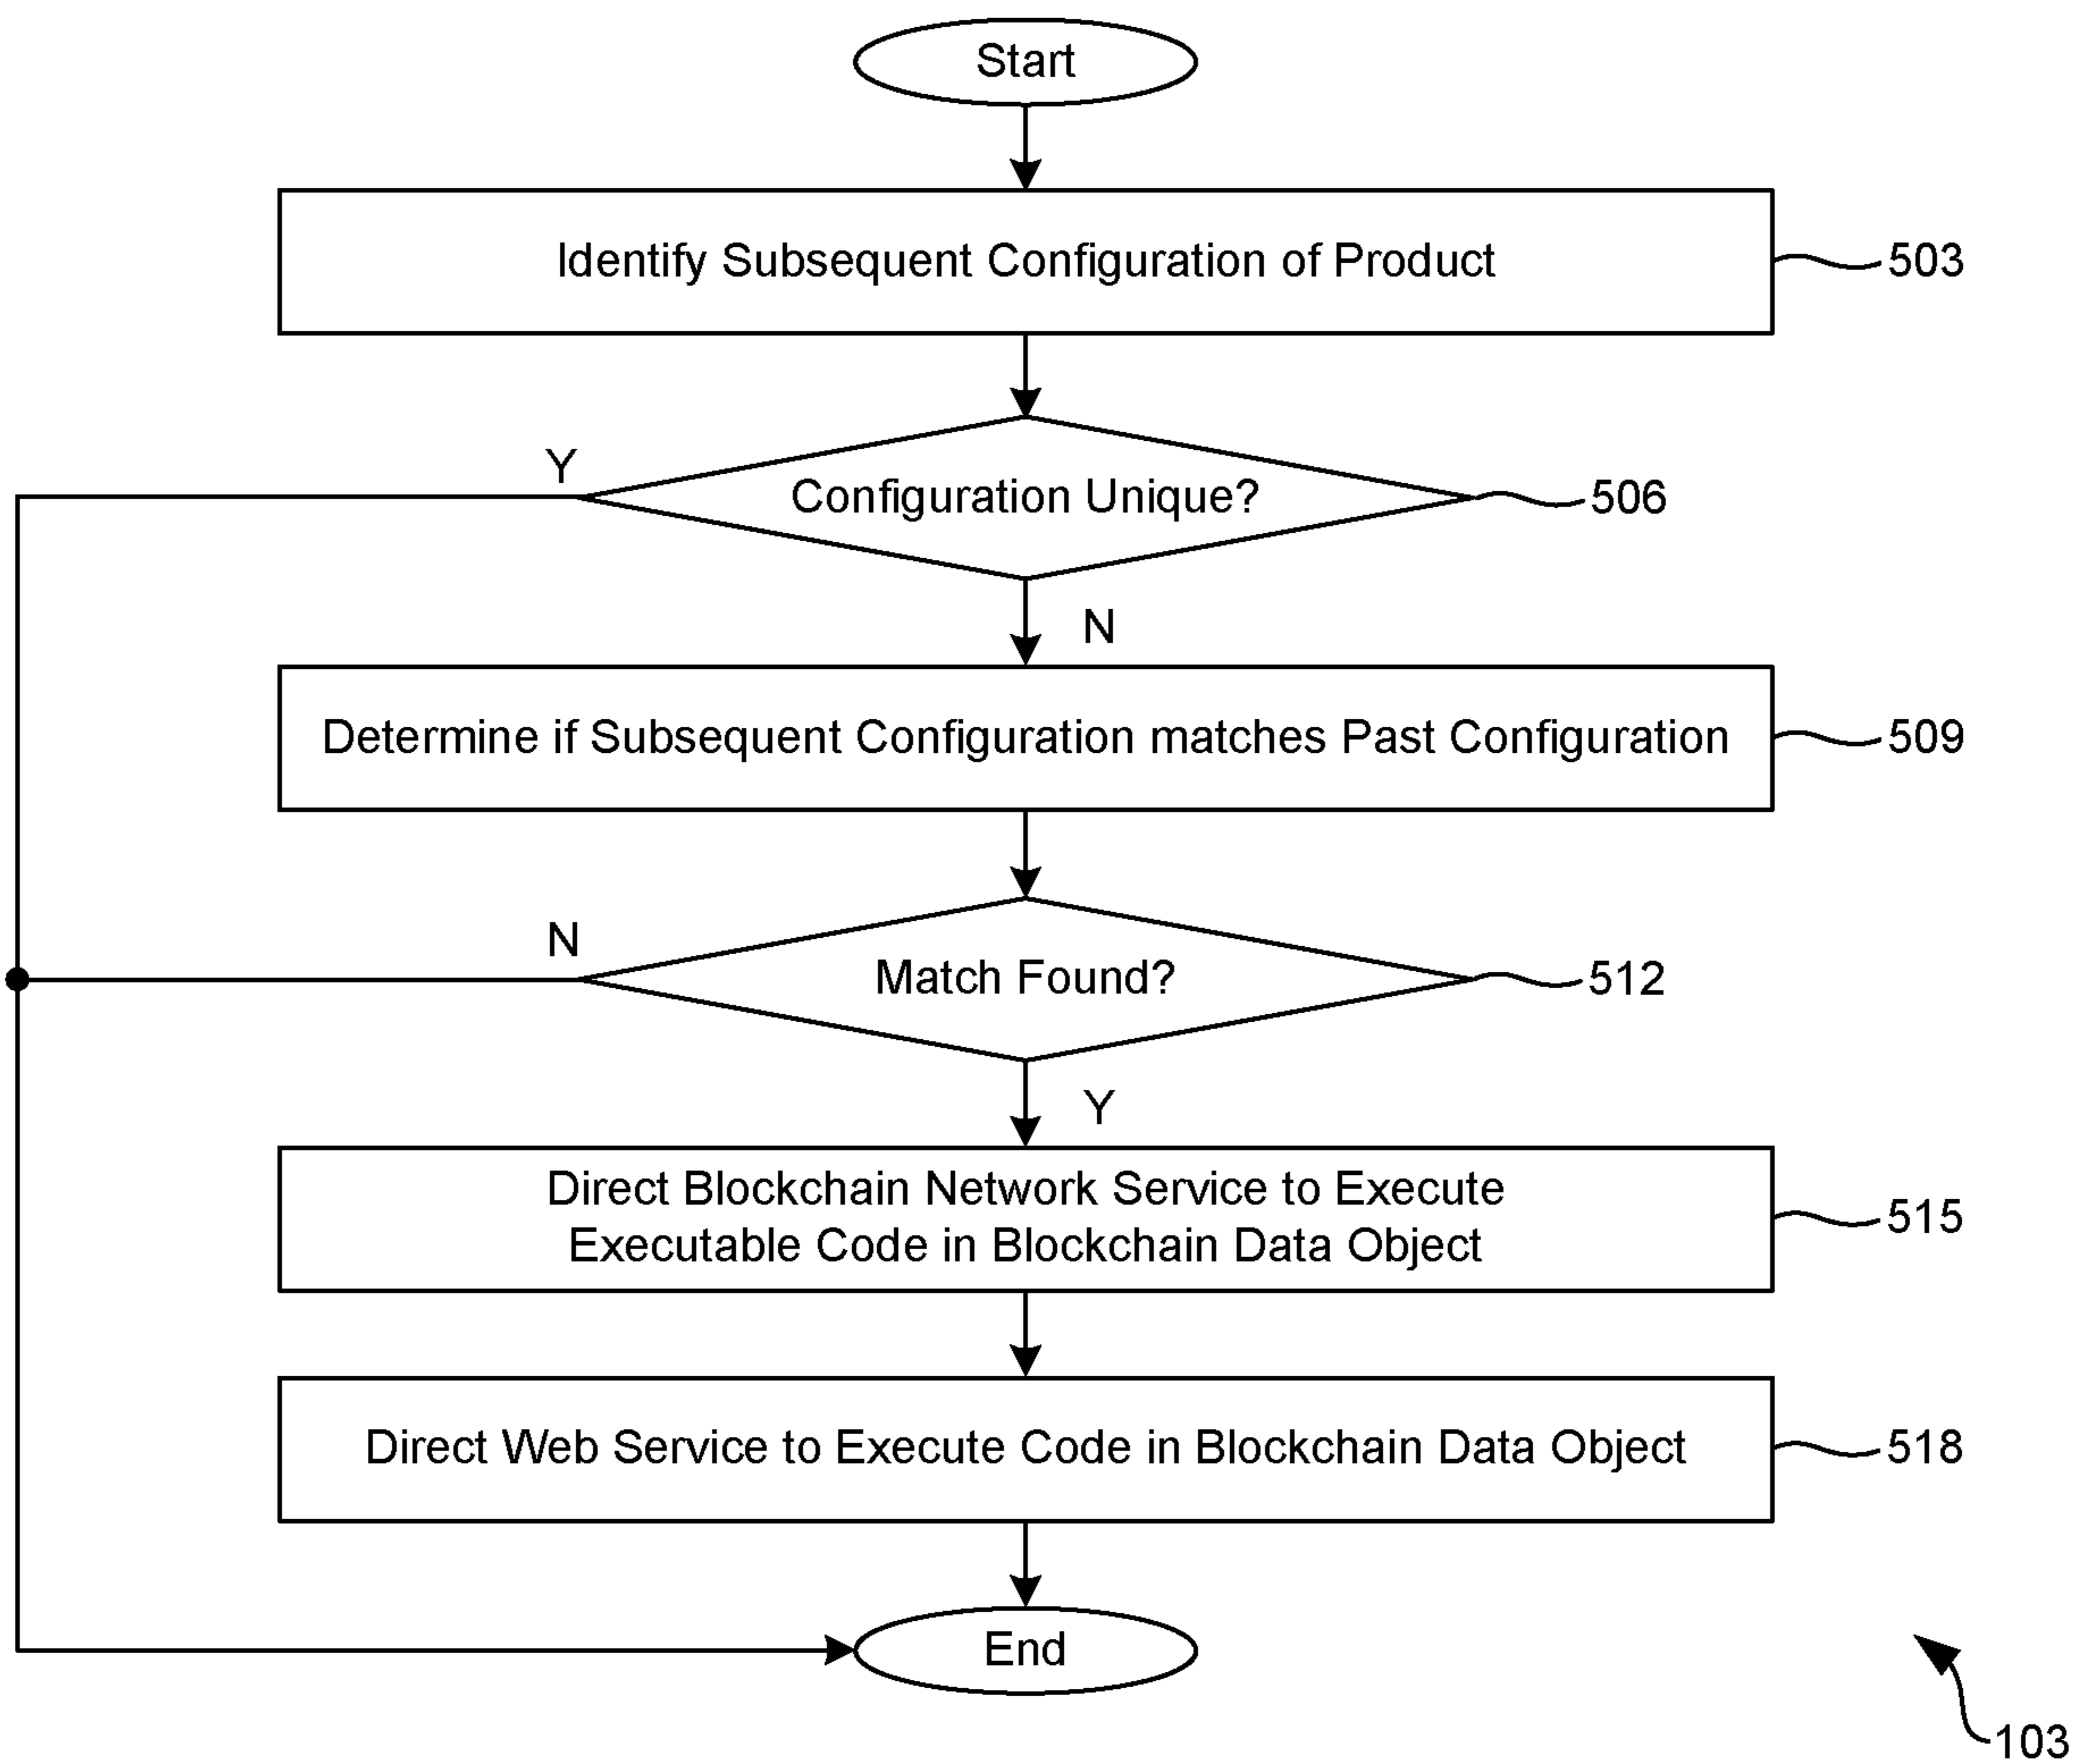 Start
Identify Subsequent Configuration of Product
503
Y
Configuration Unique?
506
N
Determine if Subsequent Configuration matches Past Configuration
509
N
Match Found?
512
Y
Direct Blockchain Network Service to Execute
Executable Code in Blockchain Data Object
515
Direct Web Service to Execute Code in Blockchain Data Object
518
End
103